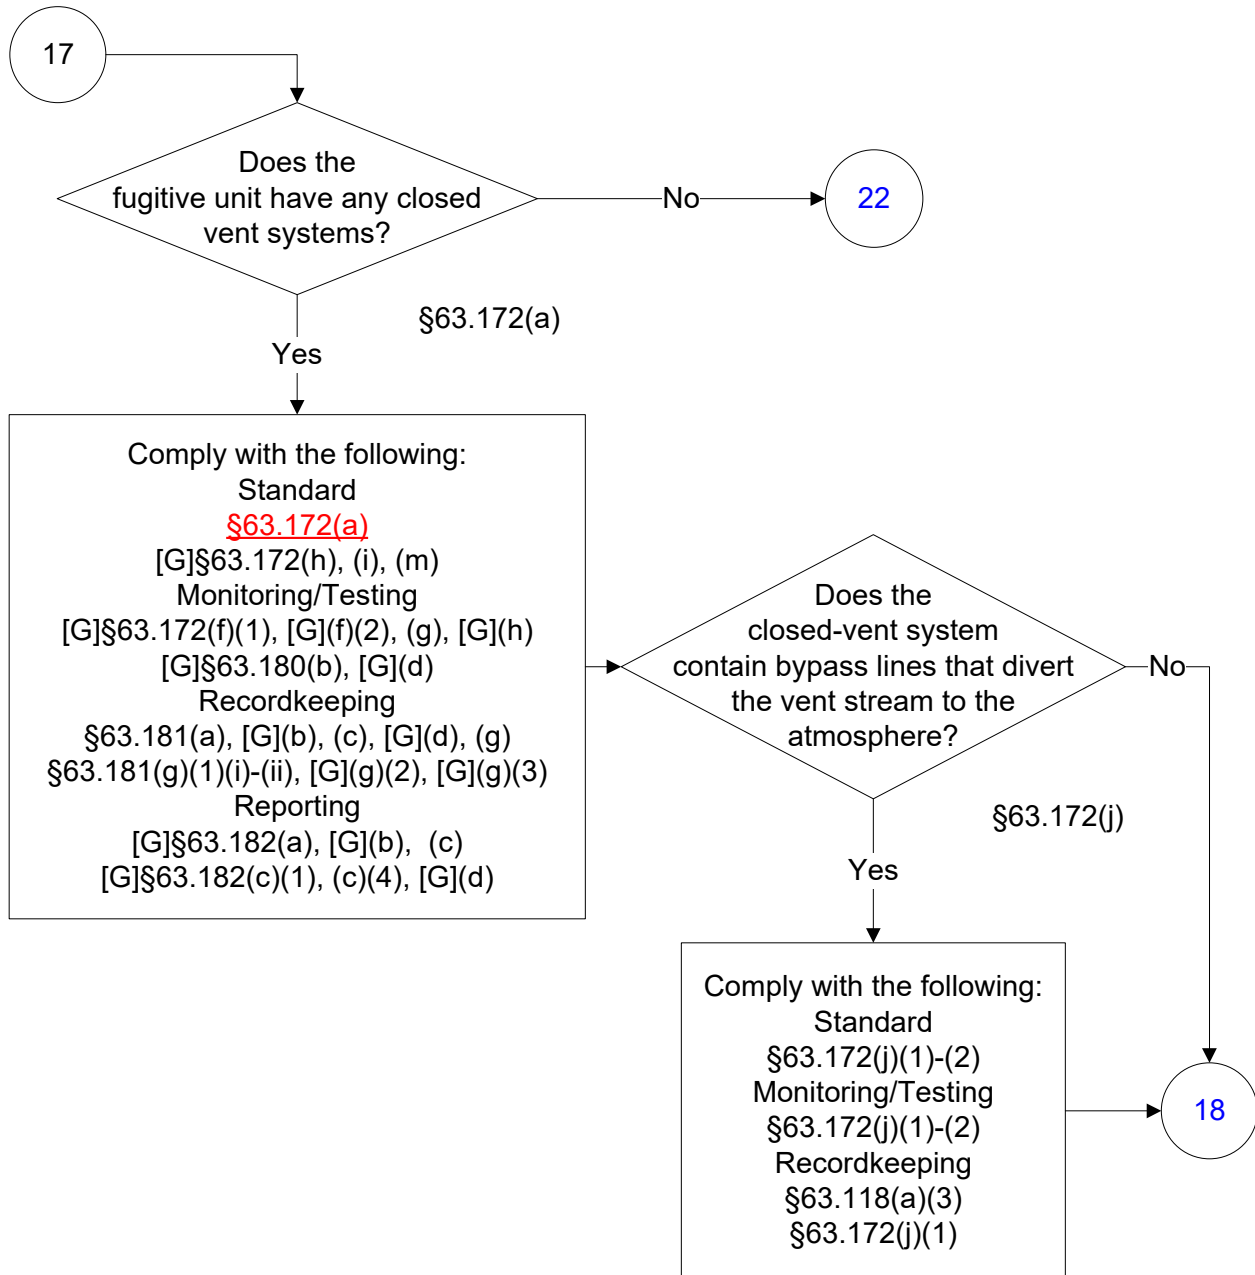 17
Does the
fugitive unit have any closed
vent systems?
No
22
§63.172(a)
Yes
Comply with the following:
Standard
§63.172(a)
[G]§63.172(h), (i), (m)
Monitoring/Testing
[G]§63.172(f)(1), [G](f)(2), (g), [G](h)
[G]§63.180(b), [G](d)
Recordkeeping
§63.181(a), [G](b), (c), [G](d), (g)
§63.181(g)(1)(i)-(ii), [G](g)(2), [G](g)(3)
Reporting
[G]§63.182(a), [G](b),  (c)
[G]§63.182(c)(1), (c)(4), [G](d)
Does the
closed-vent system
contain bypass lines that divert
the vent stream to the
atmosphere?
No
§63.172(j)
Yes
Comply with the following:
Standard
§63.172(j)(1)-(2)
Monitoring/Testing
§63.172(j)(1)-(2)
Recordkeeping
§63.118(a)(3)
§63.172(j)(1)
18